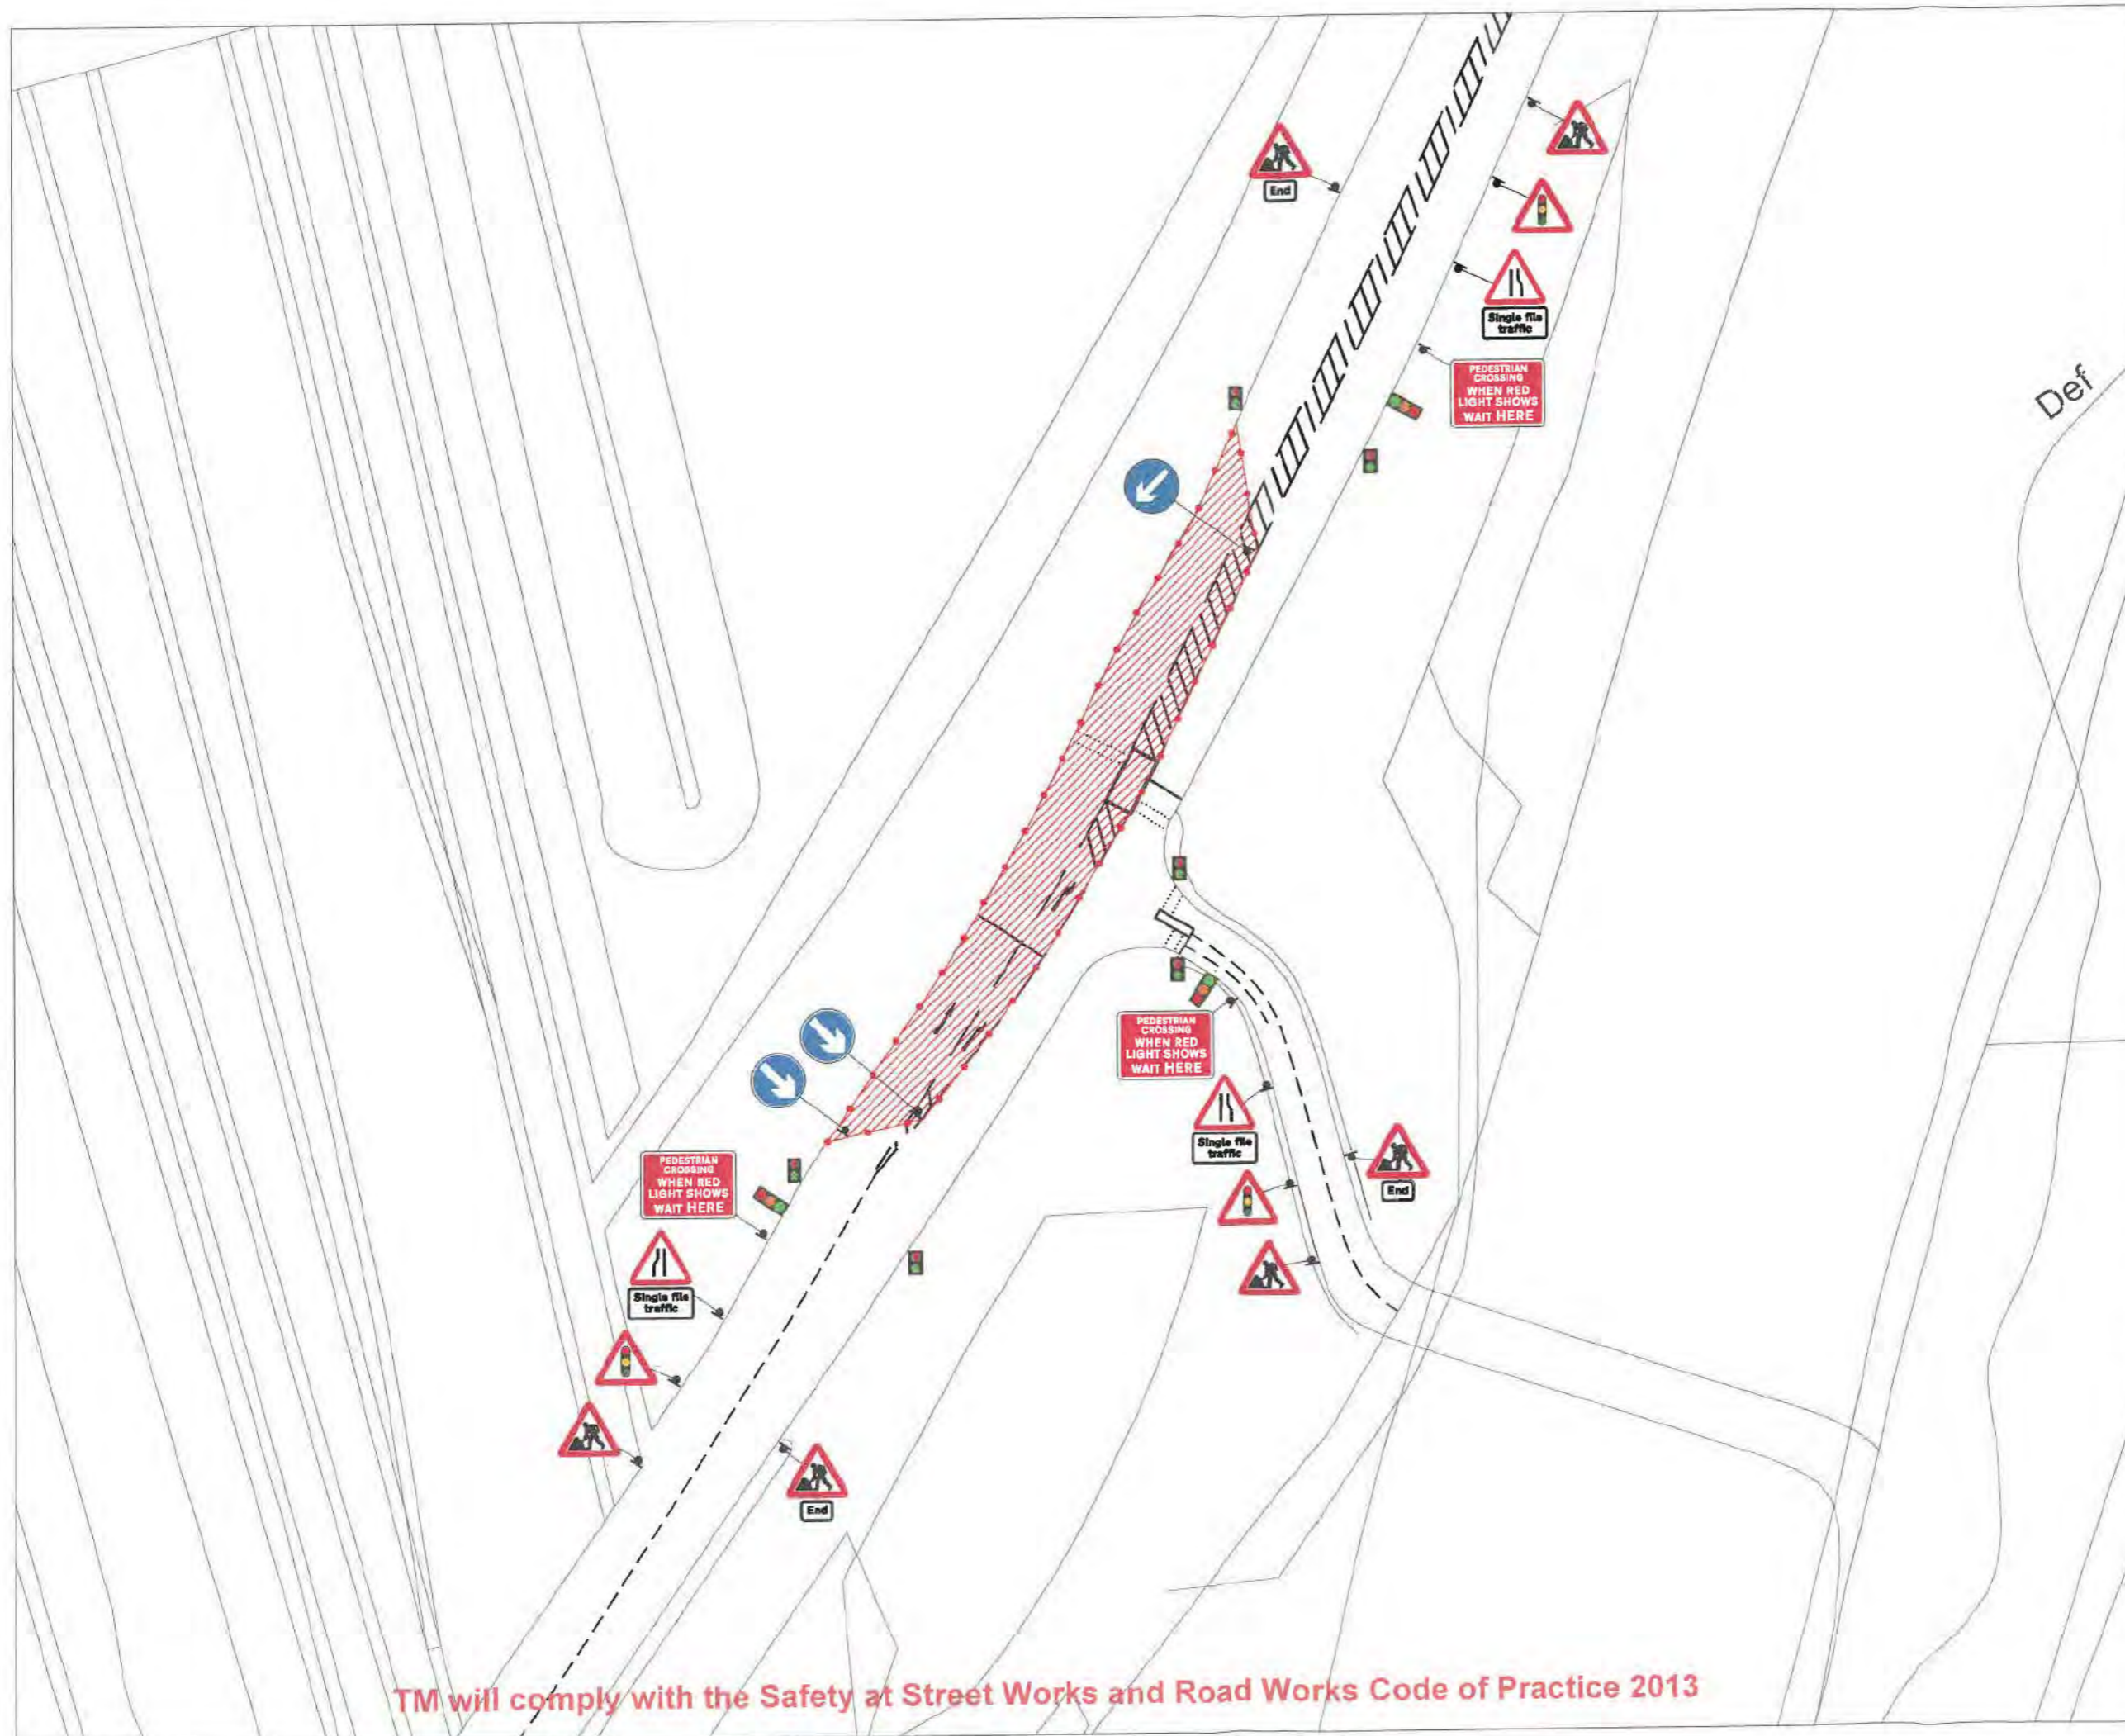 End
Single file
traffic
PEDESTRIAN
CROSSING
WHEN RED
LIGHT SHOWS
WAIT HERE
Def
PEDESTRIAN
CROSSING
WHEN RED
LIGHT SHOWS
WAIT HERE
Single file
traffic
End
PEDESTRIAN
CROSSING
WHEN RED
LIGHT SHOWS
WAIT HERE
Single file
traffic
End
TM will comply with the Safety at Street Works and Road Works Code of Practice 2013